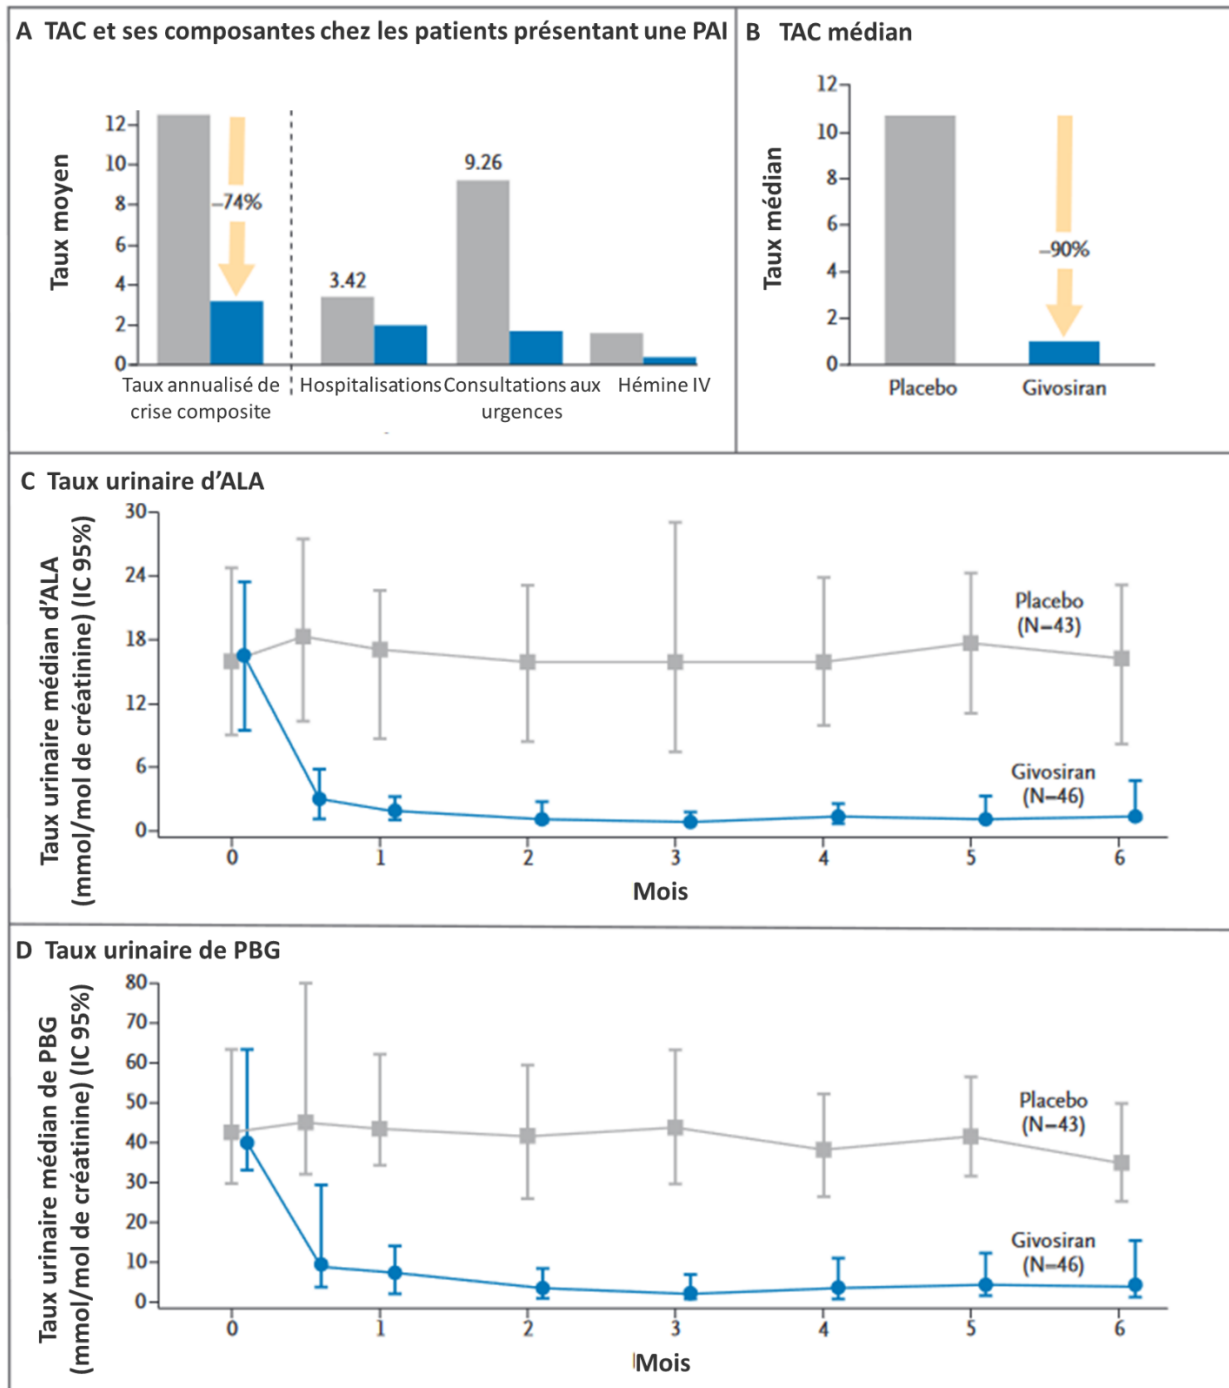 A TAC et ses composantes chez les patients présentant une PAI
Taux moyen
12
10
8
6
4
2
0
–74%
3.42
9.26
Taux annualisé de
crise composite
Hospitalisations
Consultations aux
urgences
Hémine IV
B TAC médian
Taux médian
12
10
8
6
4
2
0
–90%
Placebo
Givosiran
C Taux urinaire d’ALA
Taux urinaire médian d’ALA
(mmol/mol de créatinine) (IC 95%)
30
24
18
12
6
0
Placebo
(N=43)
Givosiran
(N=46)
0
1
2
3
4
5
6
Mois
D Taux urinaire de PBG
Taux urinaire médian de PBG
(mmol/mol de créatinine) (IC 95%)
80
70
60
50
40
30
20
10
0
Placebo
(N=43)
Givosiran
(N=46)
0
1
2
3
4
5
6
Mois